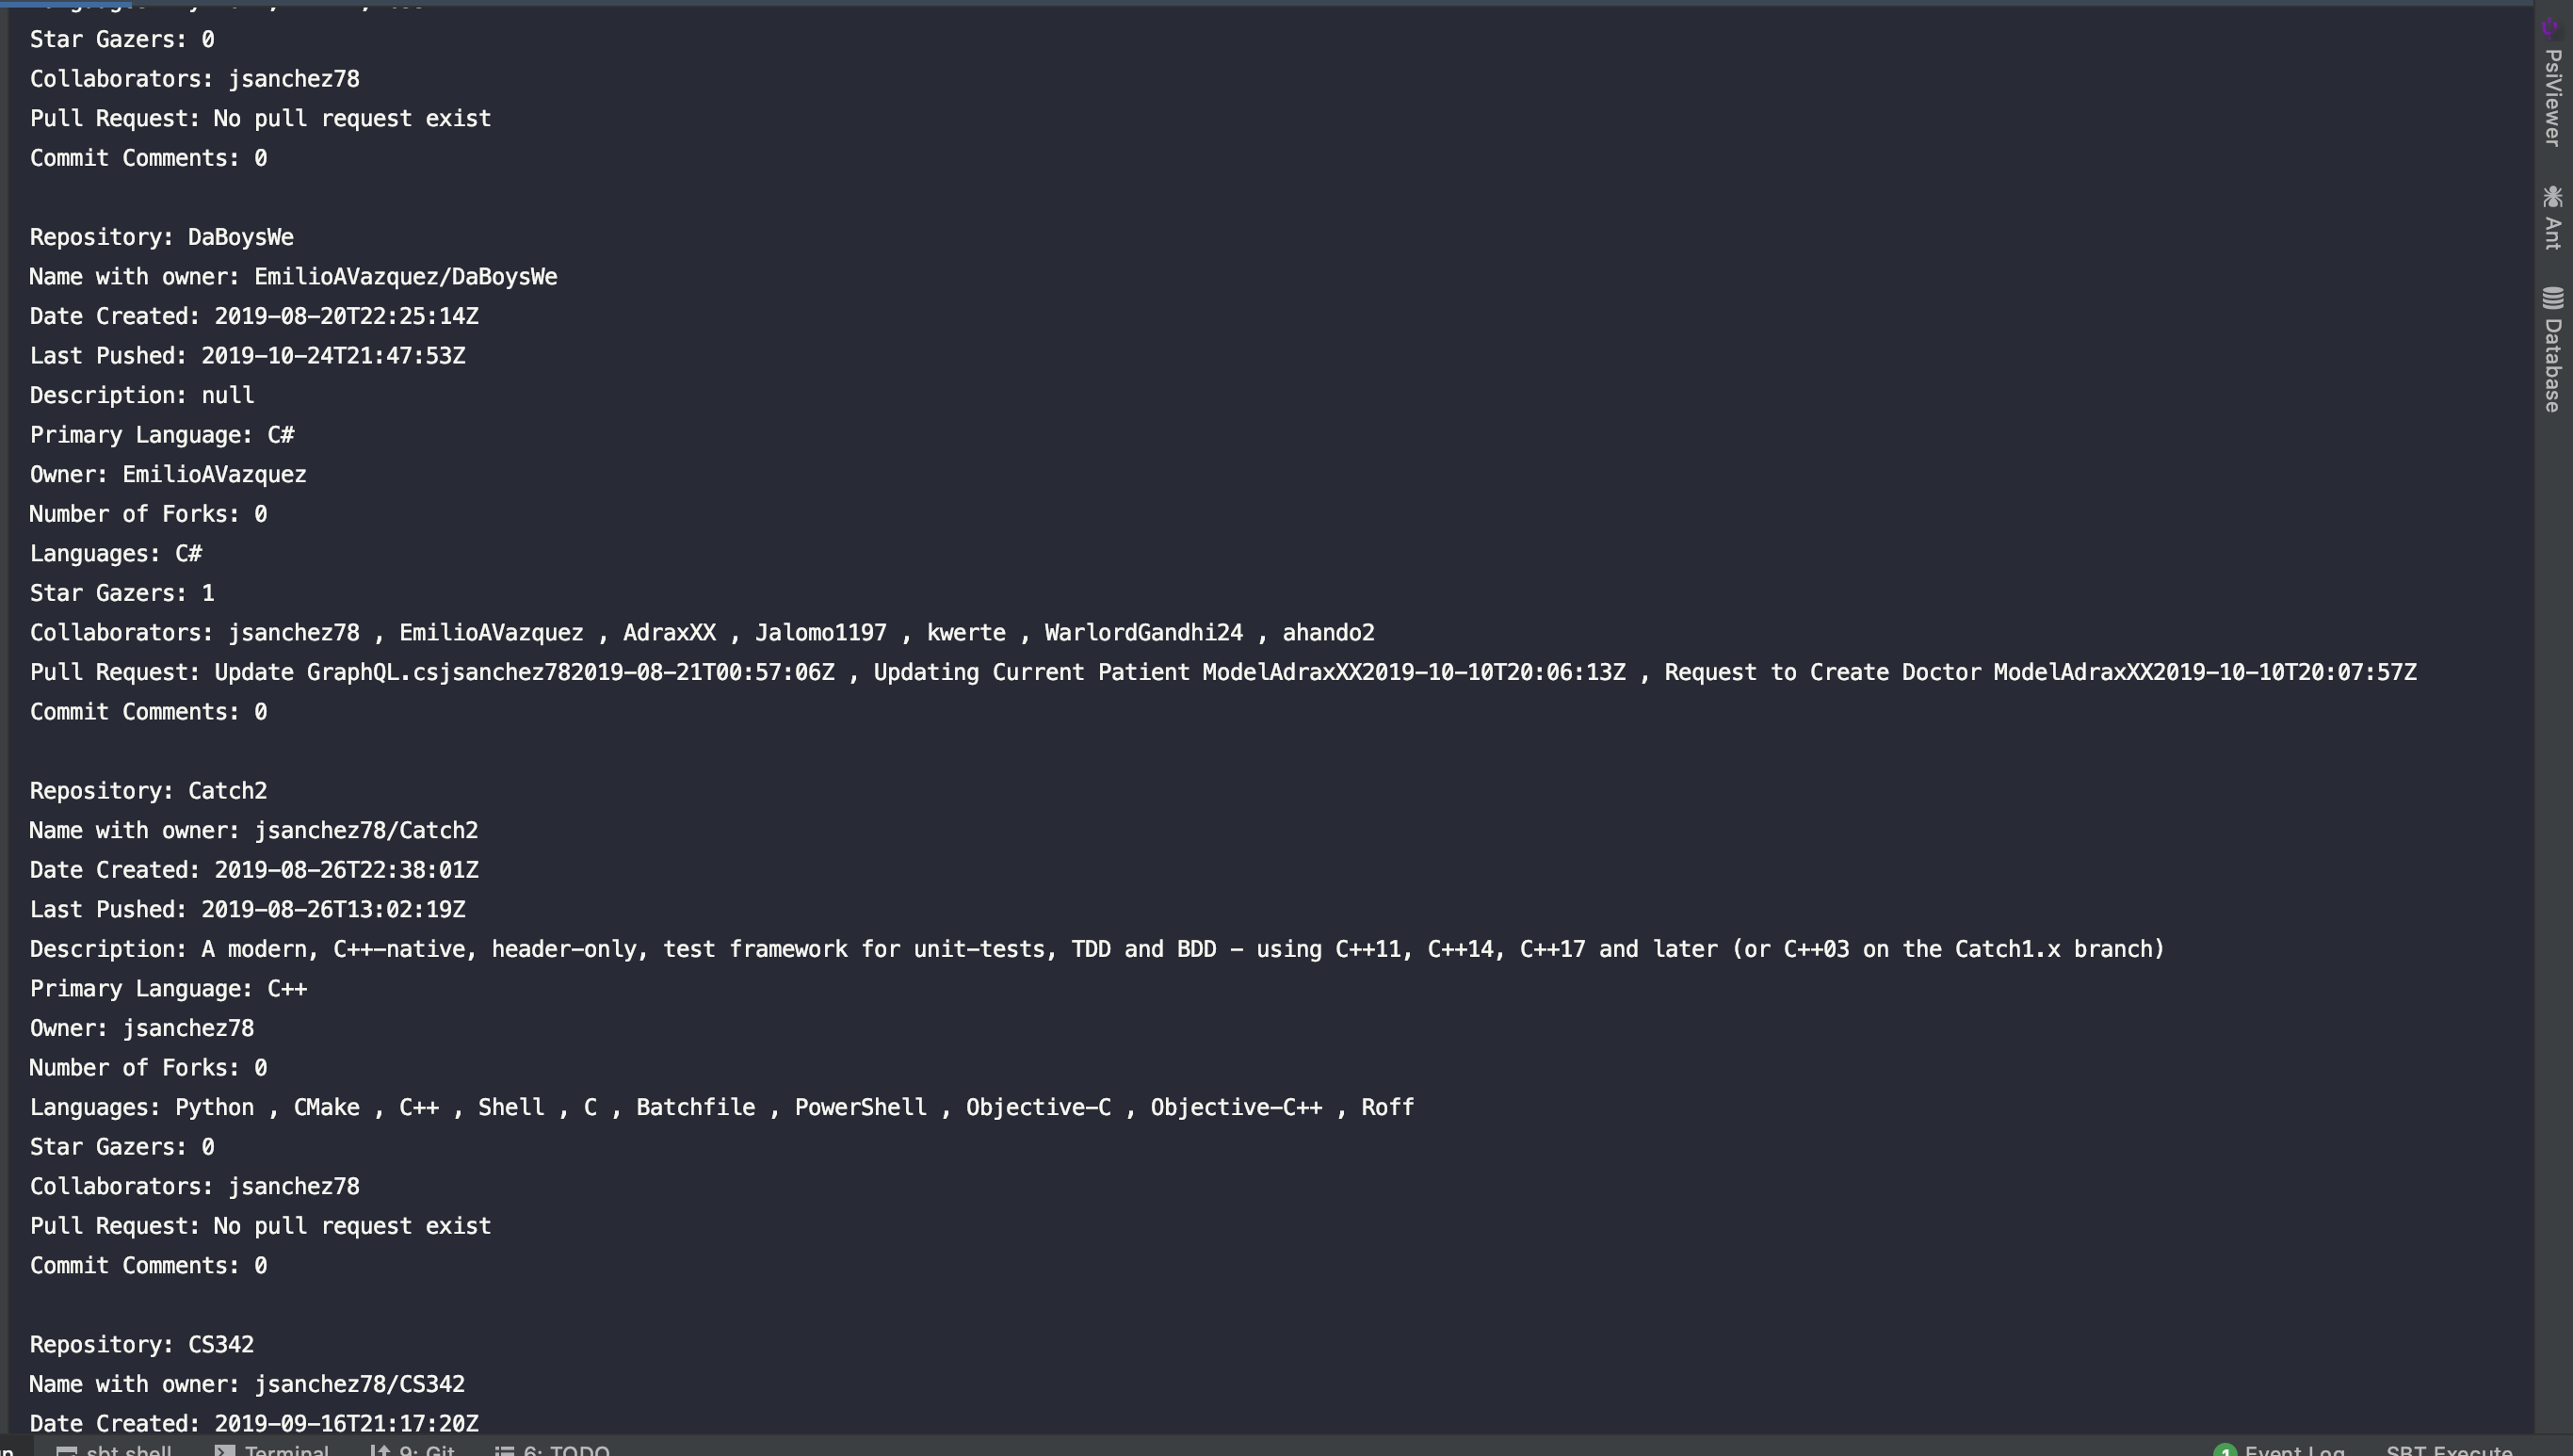 Star Gazers: 0
Collaborators: jsanchez78
Pull Request: No pull request exist
Commit Comments: 0
Repository: DaBoysWe
Name with owner: EmilioAVazquez/DaBoysWe
Date Created: 2019-08-20T22:25:14Z
Last Pushed: 2019-10-24T21:47:53Z
Description: null
Primary Language: C#
Owner: EmilioAVazquez
Number of Forks: 0
Languages: C#
Star Gazers: 1
Collaborators: jsanchez78 , EmilioAVazquez , AdraxXX , Jalomo1197 , kwerte , WarlordGandhi24 , ahando2
Pull Request: Update GraphQL.csjsanchez782019-08-21T00:57:06Z , Updating Current Patient ModelAdraxXX2019-10-10T20:06:13Z , Request to Create Doctor ModelAdraxXX2019-10-10T20:07:57Z
Commit Comments: 0
Repository: Catch2
Name with owner: jsanchez78/Catch2
Date Created: 2019-08-26T22:38:01Z
Last Pushed: 2019-08-26T13:02:19Z
Description: A modern, C++-native, header-only, test framework for unit-tests, TDD and BDD - using C++11, C++14, C++17 and later (or C++03 on the Catch1.x branch)
Primary Language: C++
Owner: jsanchez78
Number of Forks: 0
Languages: Python , CMake , C++ , Shell , C , Batchfile , PowerShell , Objective-C , Objective-C++ , Roff
Star Gazers: 0
Collaborators: jsanchez78
Pull Request: No pull request exist
Commit Comments: 0
Repository: CS342
Name with owner: jsanchez78/CS342
Date Created: 2019-09-16T21:17:20Z
sbt shell
Terminal
9: Git
6: TODO
1 Event Log
SBT Execute
PsiViewer
Ant
Database